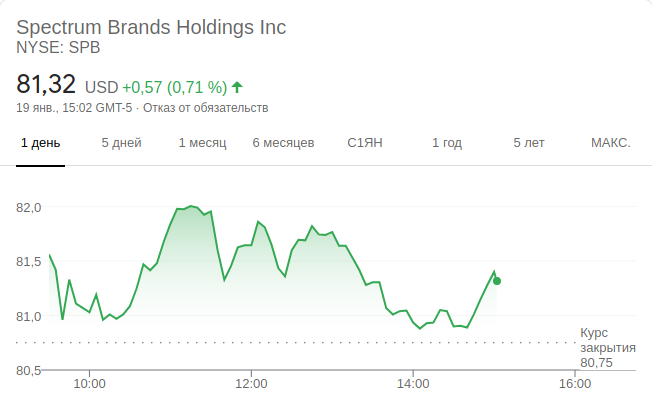 Spectrum Brands Holdings Inc
NYSE: SPB
81,32 USD +0,57 (0,71 %)
19 янв., 15:02 GMT-5 · Отказ от обязательств
1 день 5 дней 1 месяц 6 месяцев С1ЯН 1 год 5 лет МАКС.
82,0
81,5
81,0
Курс
закрытия
80,75
80,5
10:00 12:00 14:00 16:00